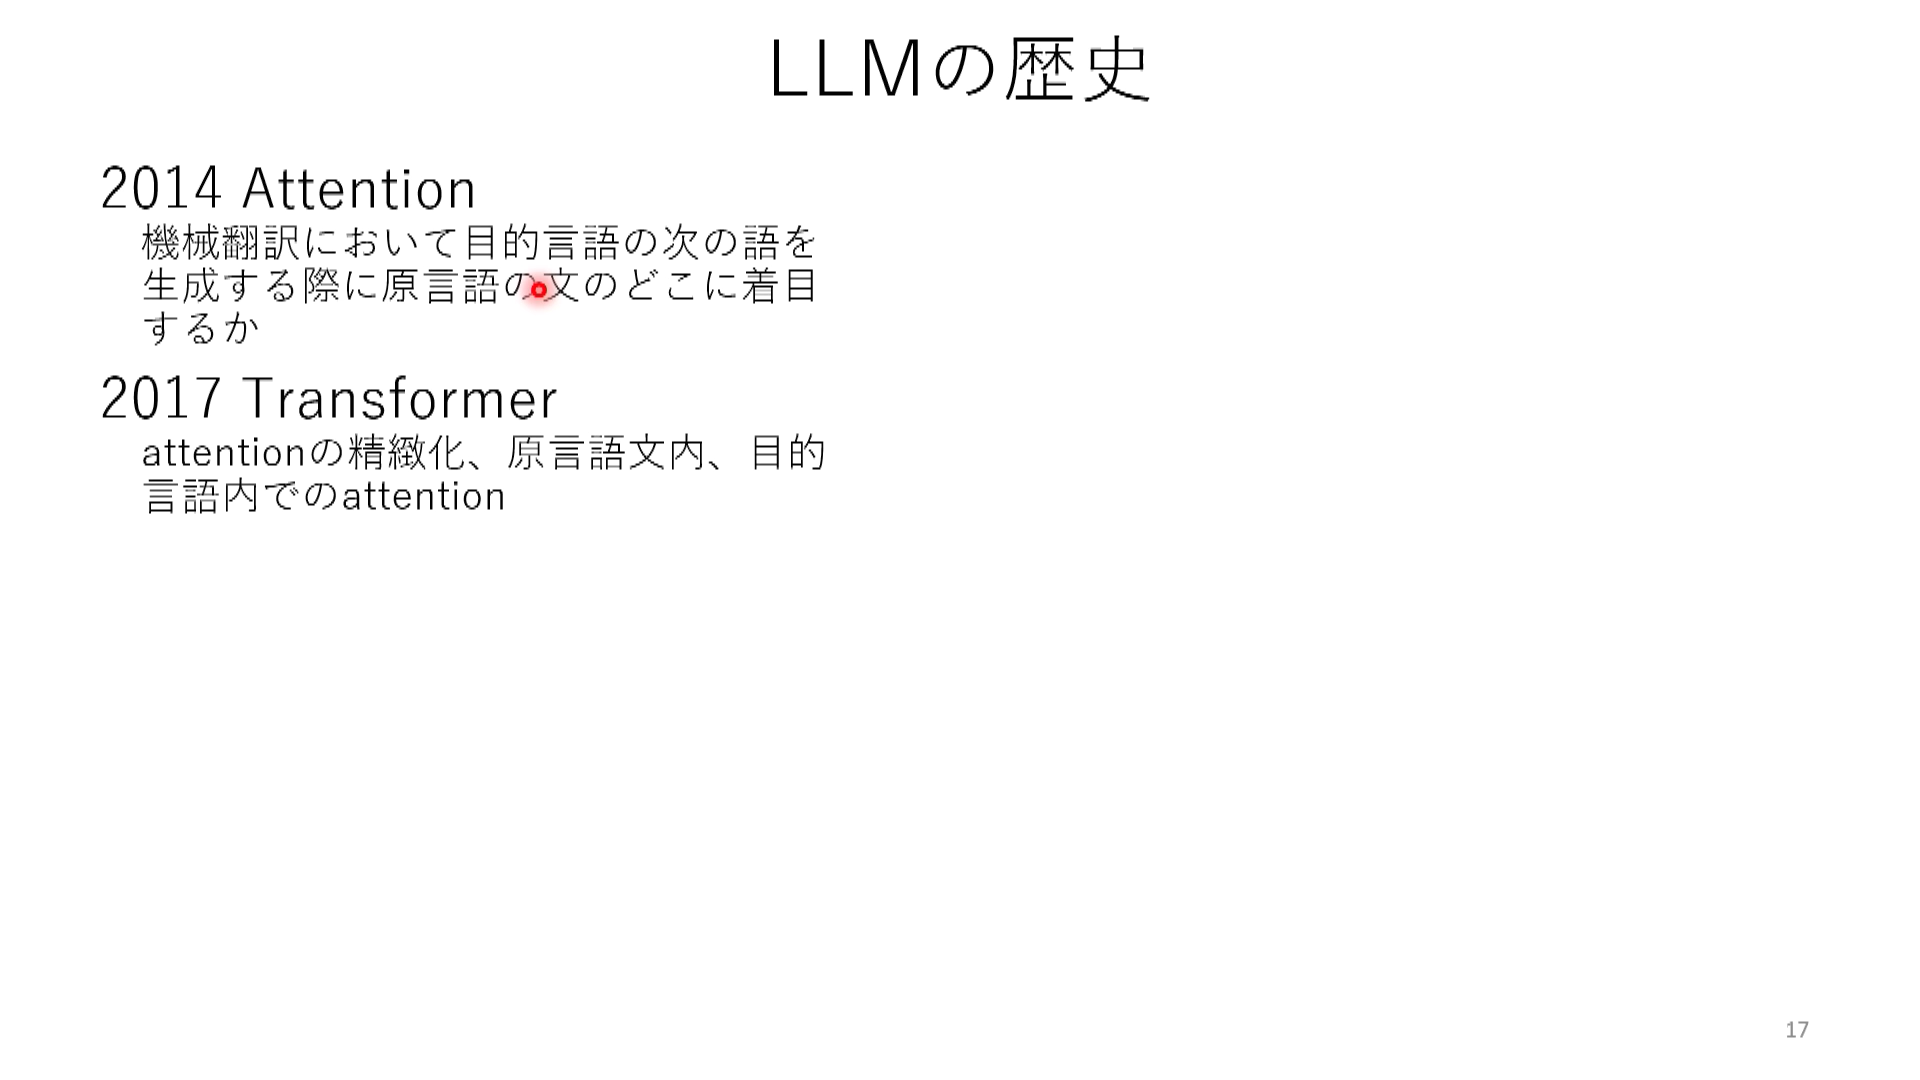 LLMの歴史
2014 Attention
機械翻訳において目的言語の次の語を
生成する際に原言語の文のどこに着目
するか
2017 Transformer
attentionの精緻化、原言語文内、目的
言語内でのattention
17